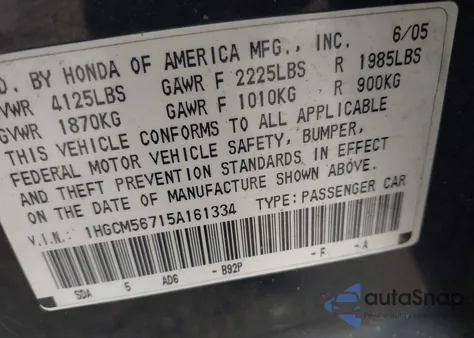 D. BY HONDA OF AMERICA MFG., INC. 6/05
VWR 4125LBS GAWR F 2225LBS R 1985LBS
GVWR 1870KG GAWR F 1010KG R 900KG
THIS VEHICLE CONFORMS TO ALL APPLICABLE
FEDERAL MOTOR VEHICLE SAFETY, BUMPER,
AND THEFT PREVENTION STANDARDS IN EFFECT
ON THE DATE OF MANUFACTURE SHOWN ABOVE.
V.I.N.: 1HGCM56715A161334 TYPE: PASSENGER CAR
SDA 5 AD6 - B92P - F - A
autoSnap